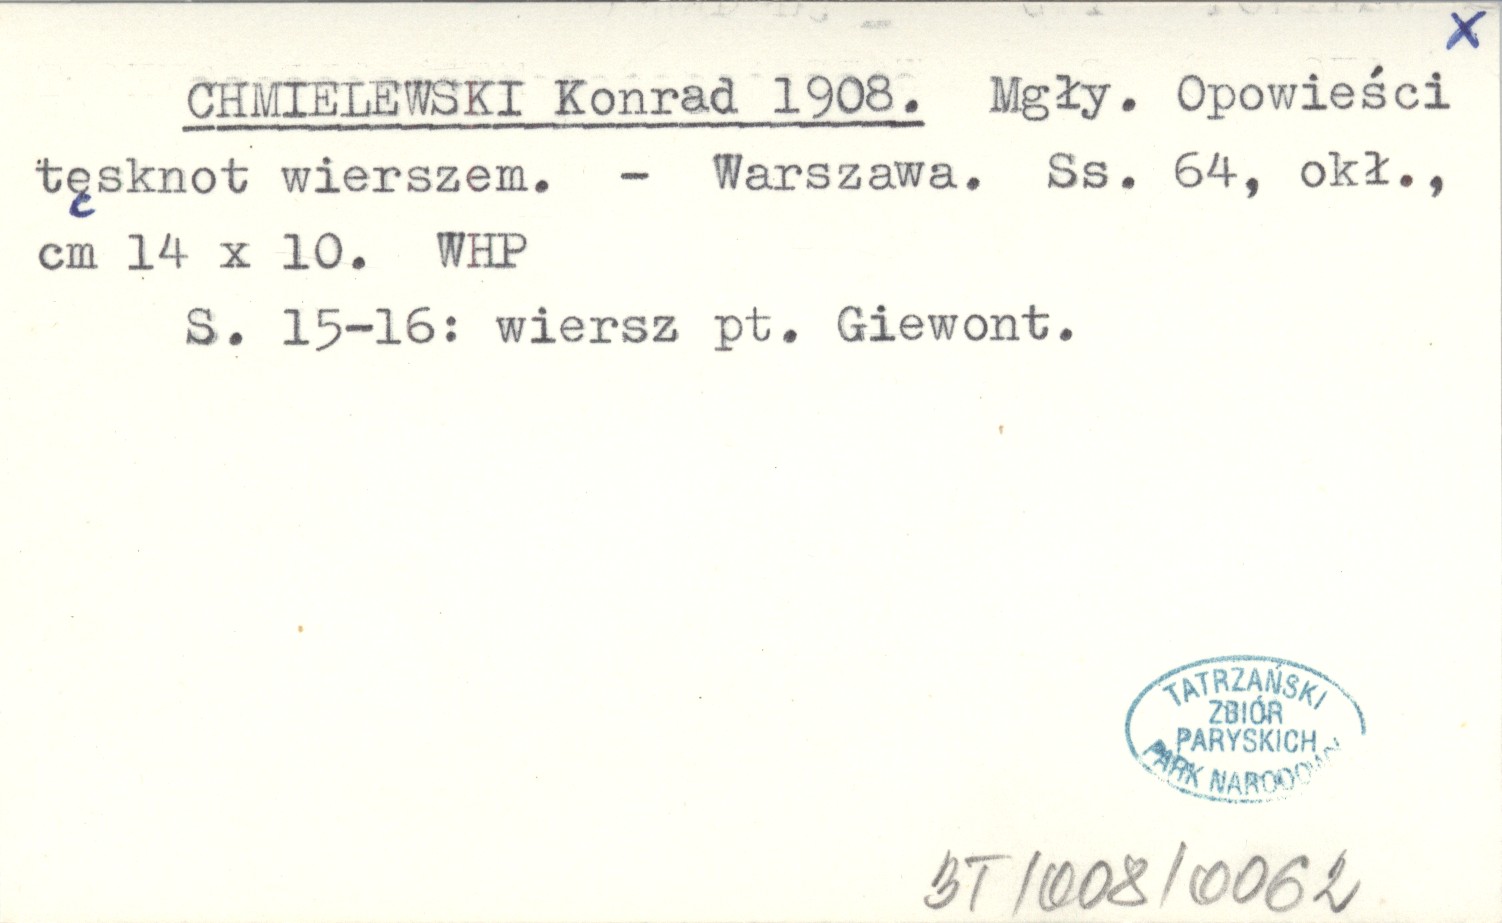 x
CHMIELEWSKI Konrad 1908. Mgły. Opowieści
tęsknot wierszem. - Warszawa. Ss. 64, okł.,
cm 14 x 10. WHP
S. 15-16: wiersz pt. Giewont.
TATRZAŃSKI
ZBIÓR
PARYSKICH
PARK NARODOWY
BT/008/0062